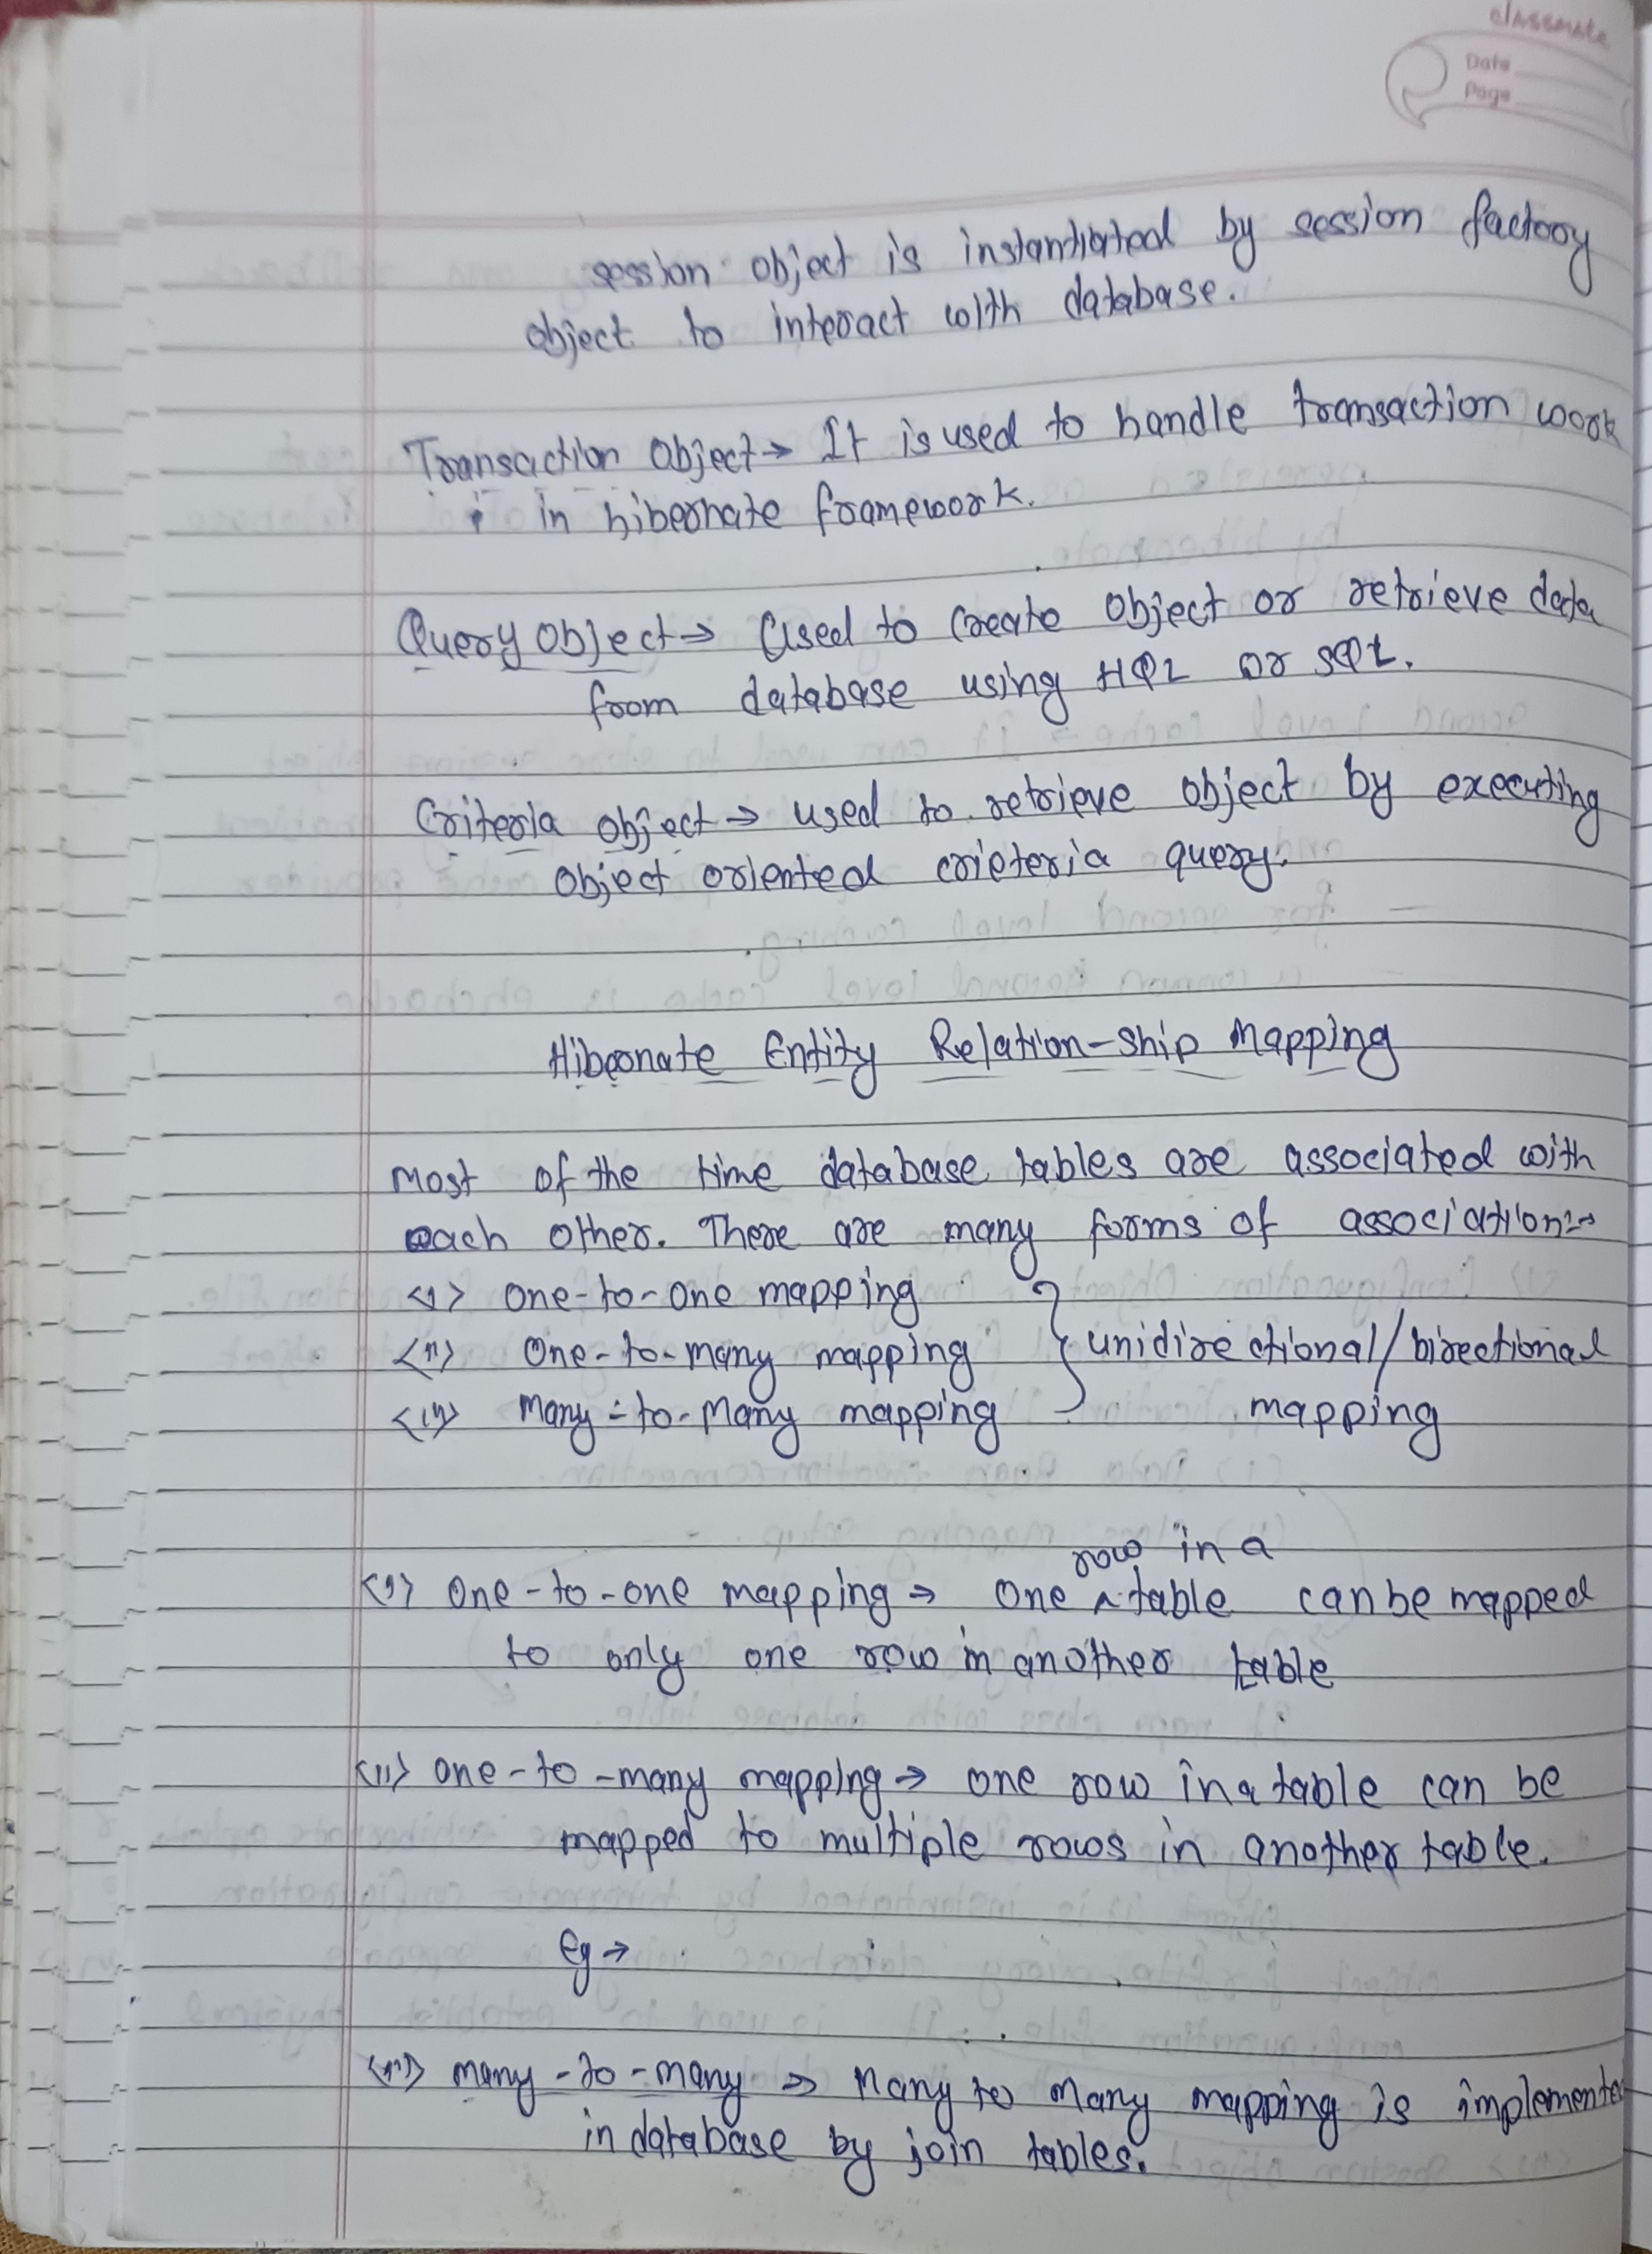 classmate
Date
Page
session object is instantiated by session factory
object to interact with database.
Transaction Object → It is used to handle transaction work
in hibernate framework.
Query Object → Used to create object or retrieve data
from database using HQL or SQL.
Criteria object → used to retrieve object by executing
object oriented crieteria query.
Hibernate Entity Relation-ship Mapping
Most of the time database tables are associated with
each other. There are many forms of association:→
<i> one-to-one mapping
<ii> One-to-many mapping } unidirectional/birectional
<iii> Many-to-Many mapping mapping
row in a
<i> one-to-one mapping → One ^ table can be mapped
to only one row in another table
<ii> one-to-many mapping → one row in a table can be
mapped to multiple rows in another table.
Eg →
<iii> many-to-many → Many to Many mapping is implemente
in database by join tables.